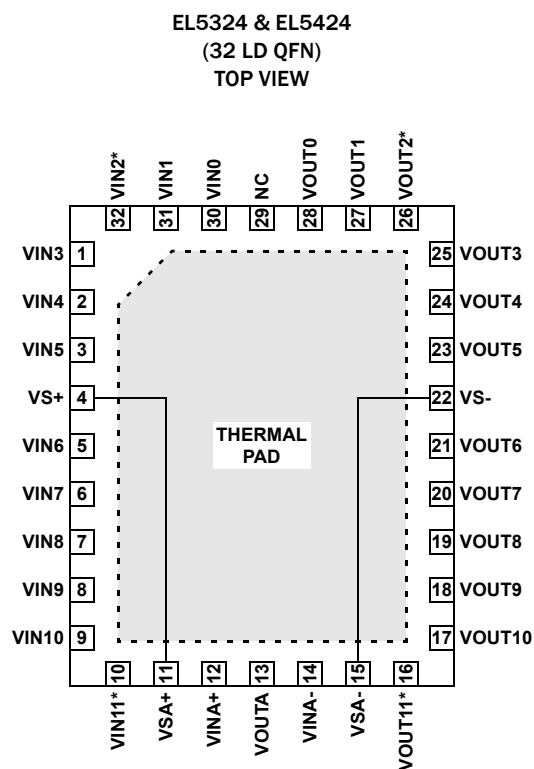 EL5324 & EL5424
(32 LD QFN)
TOP VIEW
VIN2*
VIN1
VIN0
NC
VOUT0
VOUT1
VOUT2*
32
31
30
29
28
27
26
VIN3 1
25 VOUT3
VIN4 2
24 VOUT4
VIN5 3
23 VOUT5
VS+ 4
22 VS-
THERMAL
PAD
VIN6 5
21 VOUT6
VIN7 6
20 VOUT7
VIN8 7
19 VOUT8
VIN9 8
18 VOUT9
VIN10 9
17 VOUT10
10
11
12
13
14
15
16
VIN11*
VSA+
VINA+
VOUTA
VINA-
VSA-
VOUT11*